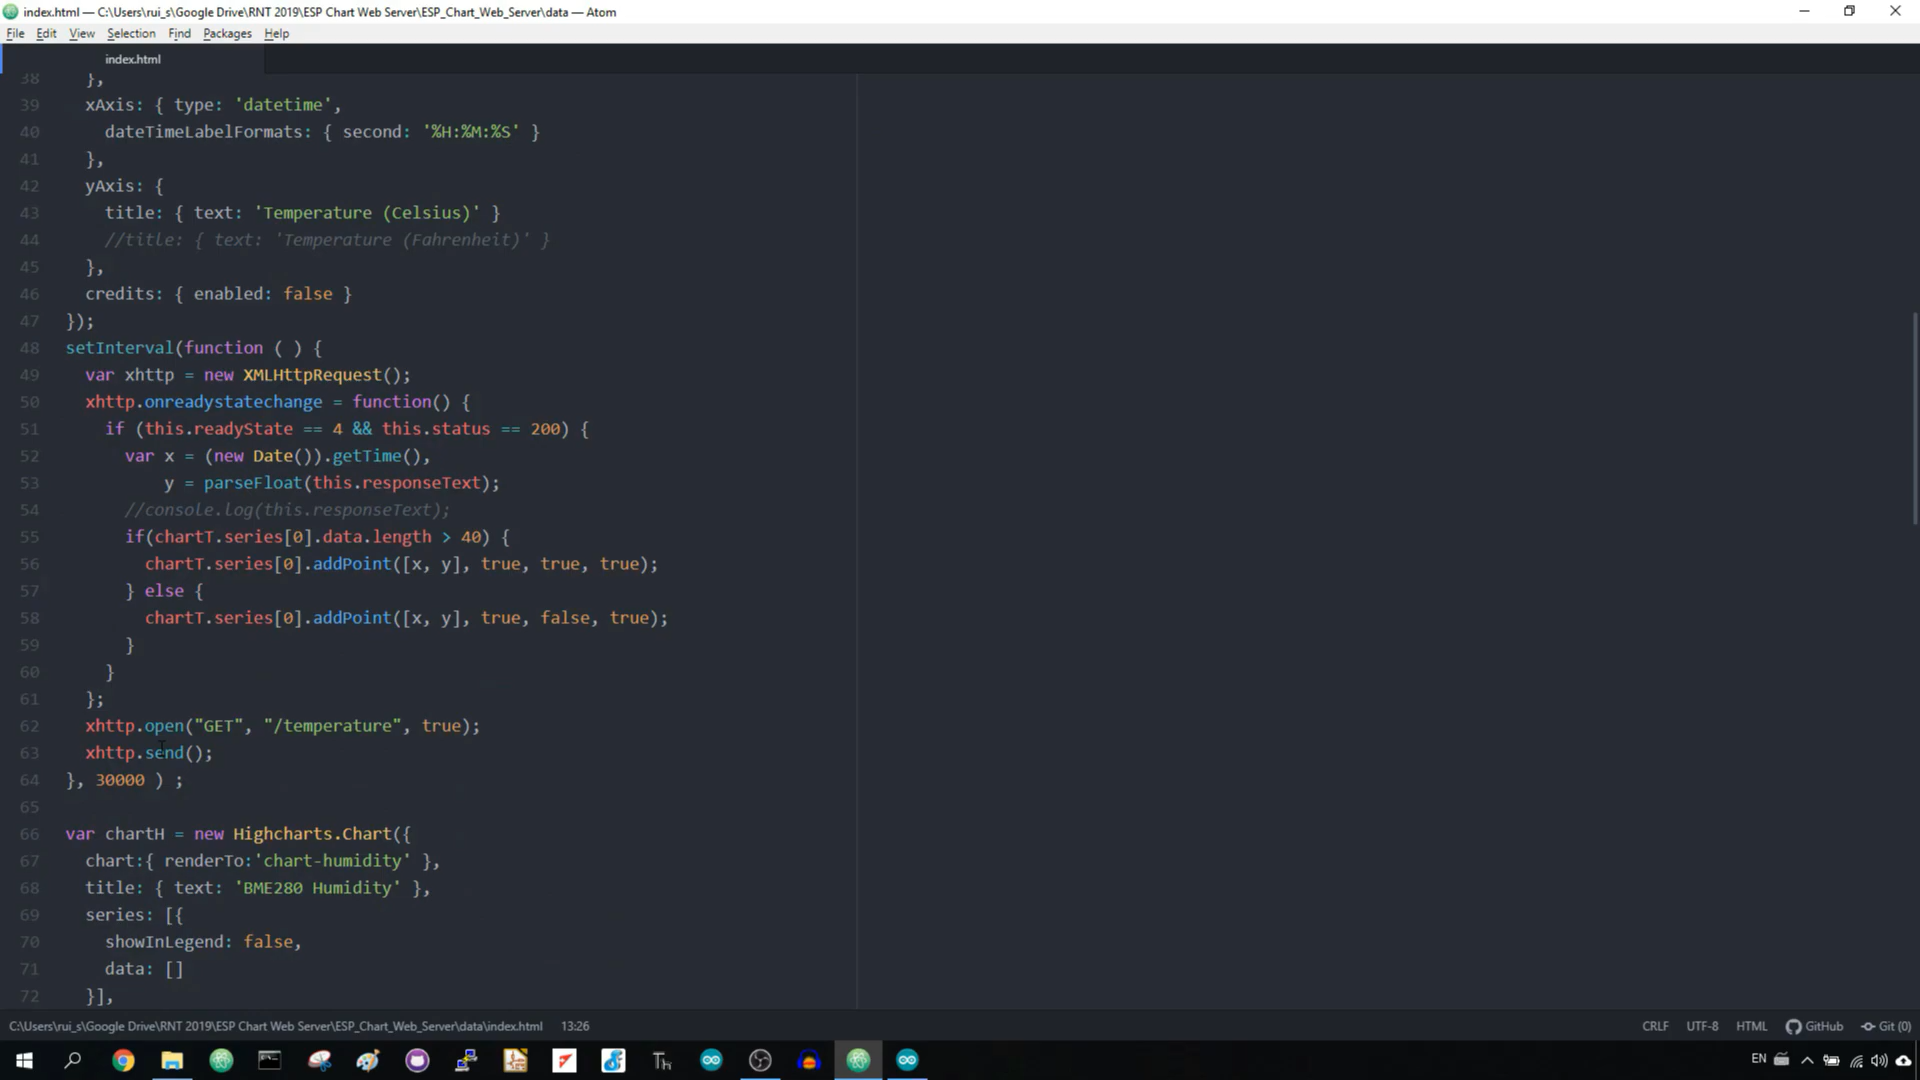 index.html — C:\Users\rui_s\Google Drive\RNT 2019\ESP Chart Web Server\ESP_Chart_Web_Server\data — Atom
File Edit View Selection Find Packages Help
index.html
38 },
39 xAxis: { type: 'datetime',
40 dateTimeLabelFormats: { second: '%H:%M:%S' }
41 },
42 yAxis: {
43 title: { text: 'Temperature (Celsius)' }
44 //title: { text: 'Temperature (Fahrenheit)' }
45 },
46 credits: { enabled: false }
47 });
48 setInterval(function ( ) {
49 var xhttp = new XMLHttpRequest();
50 xhttp.onreadystatechange = function() {
51 if (this.readyState == 4 && this.status == 200) {
52 var x = (new Date()).getTime(),
53 y = parseFloat(this.responseText);
54 //console.log(this.responseText);
55 if(chartT.series[0].data.length > 40) {
56 chartT.series[0].addPoint([x, y], true, true, true);
57 } else {
58 chartT.series[0].addPoint([x, y], true, false, true);
59 }
60 }
61 };
62 xhttp.open("GET", "/temperature", true);
63 xhttp.send();
64 }, 30000 ) ;
65
66 var chartH = new Highcharts.Chart({
67 chart:{ renderTo:'chart-humidity' },
68 title: { text: 'BME280 Humidity' },
69 series: [{
70 showInLegend: false,
71 data: []
72 }],
C:\Users\rui_s\Google Drive\RNT 2019\ESP Chart Web Server\ESP_Chart_Web_Server\data\index.html 13:26 CRLF UTF-8 HTML GitHub Git (0)
Th EN